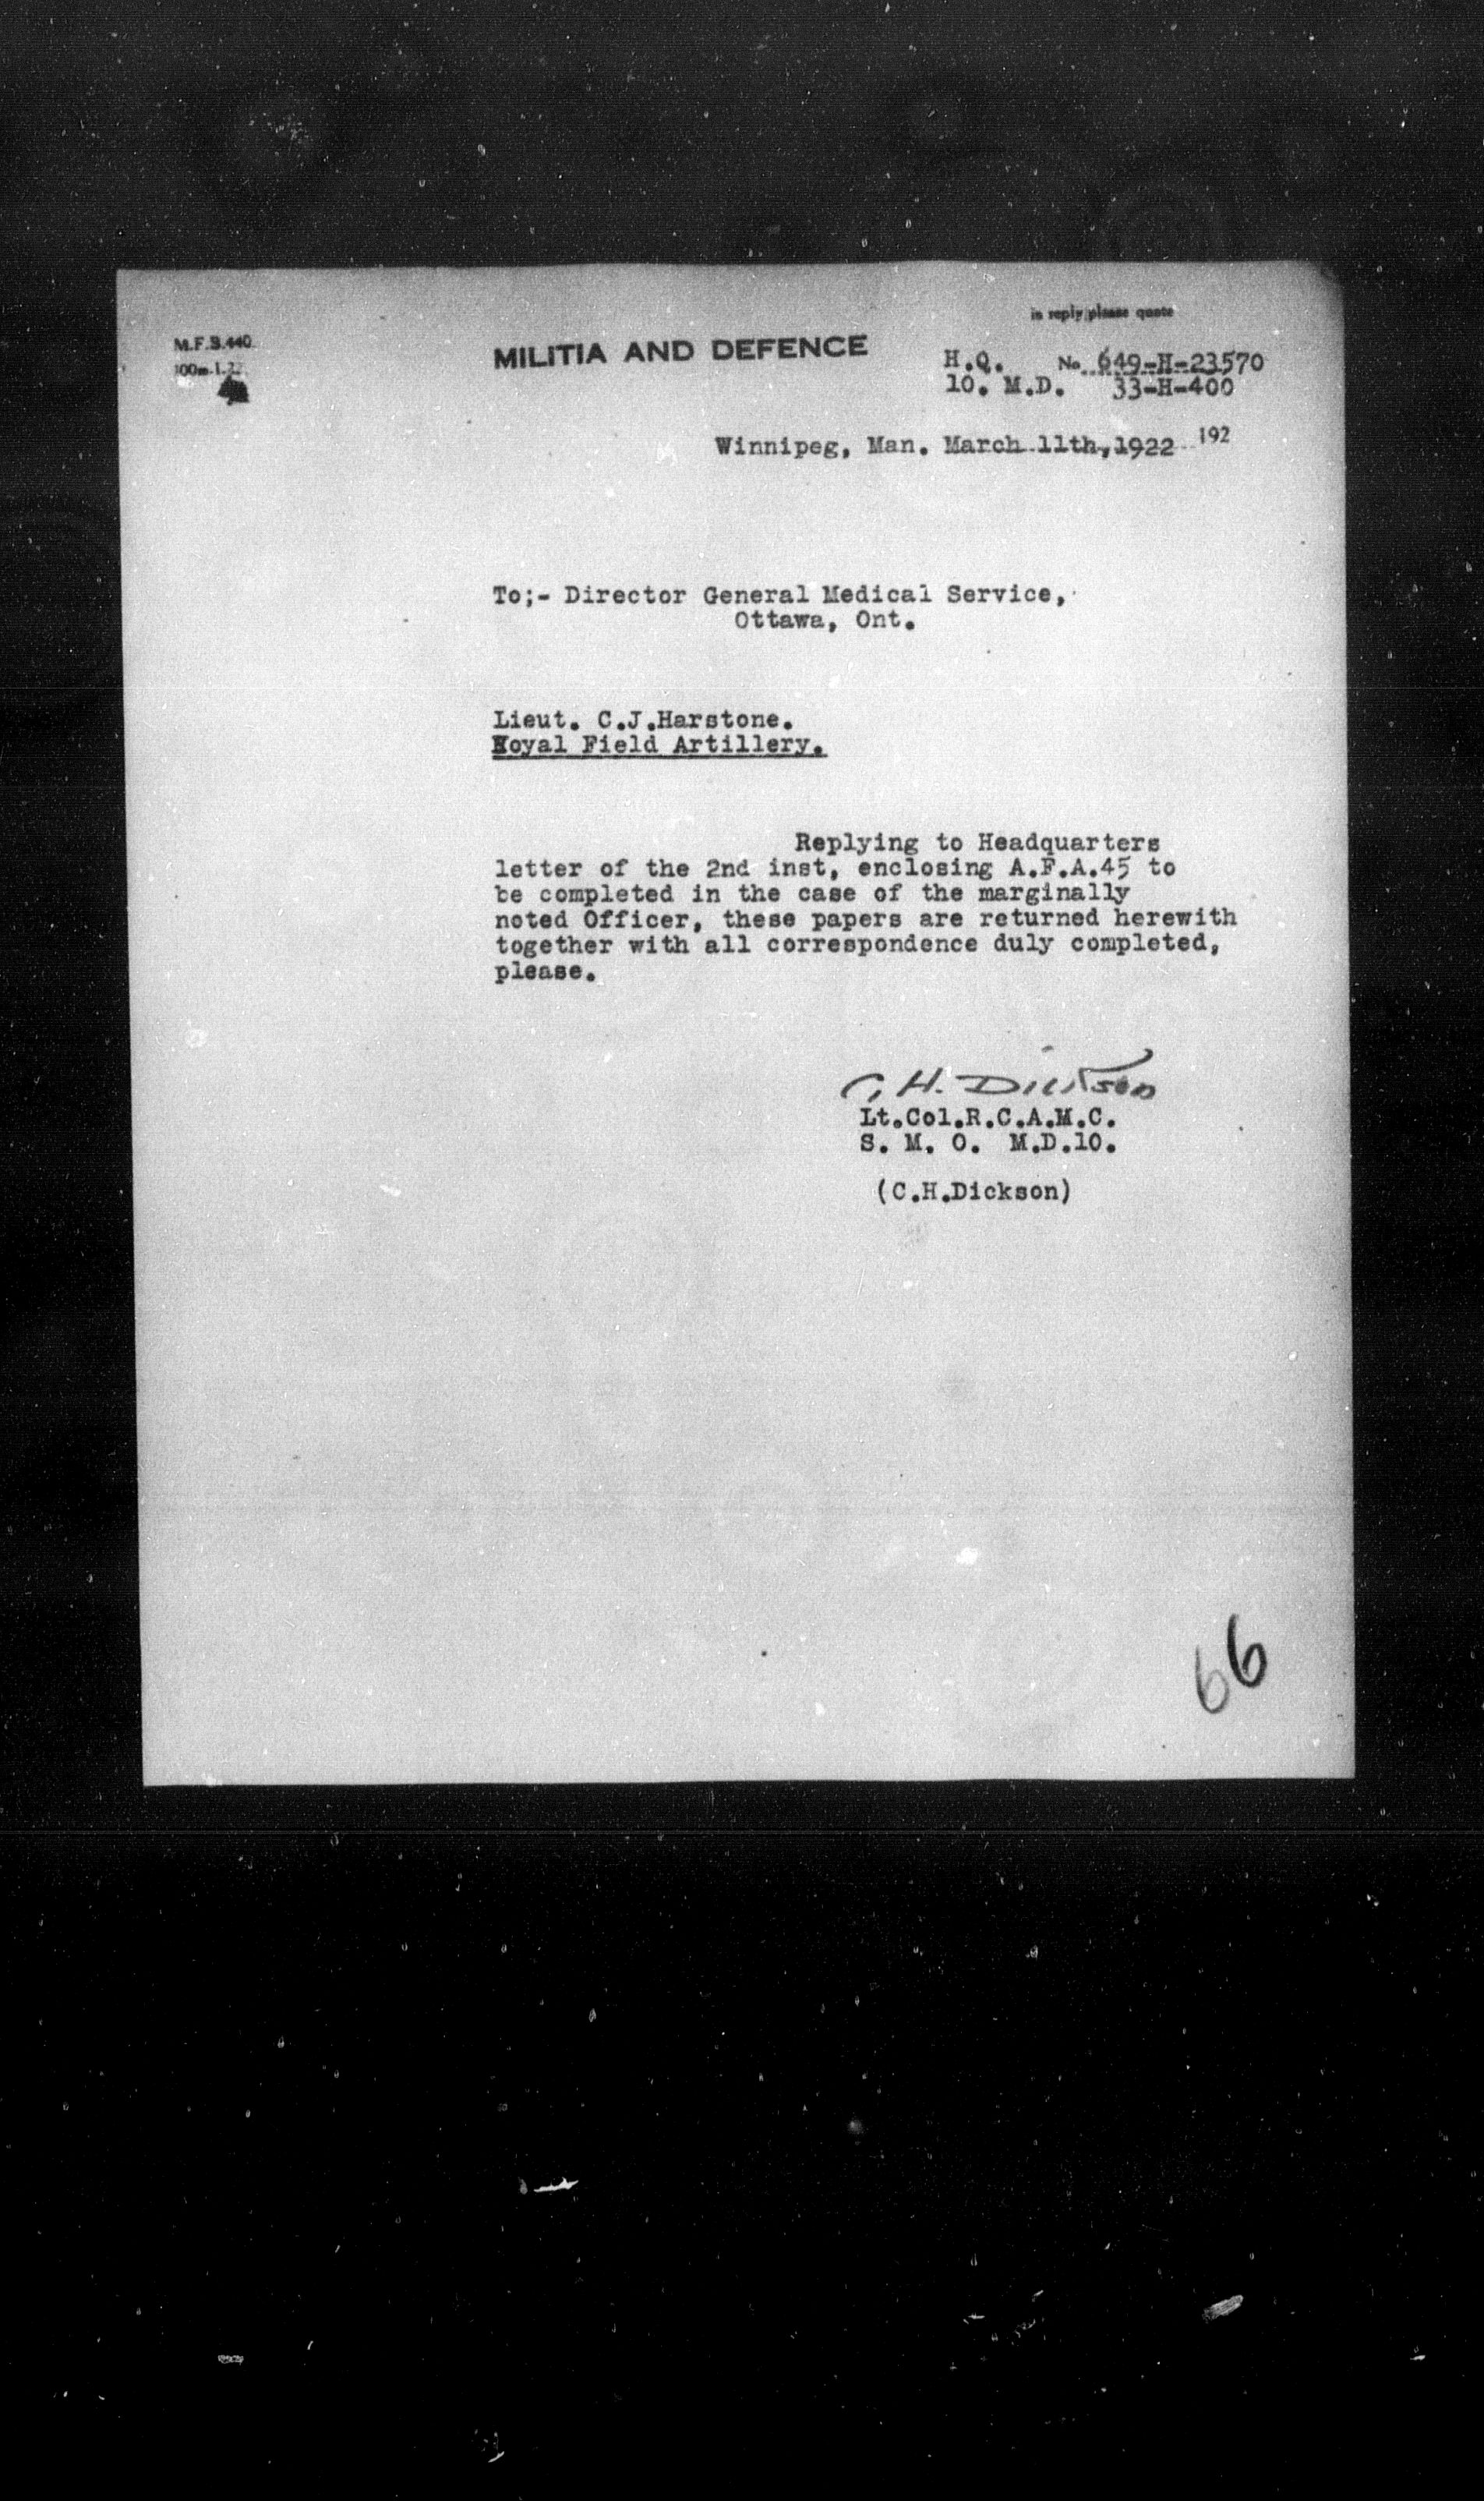 in reply please quote
M.F.B.440.
MILITIA AND DEFENCE
H.Q. No. 649-H-23570
10. M.D. 33-H-400
Winnipeg, Man. March 11th, 1922 192
To;- Director General Medical Service,
Ottawa, Ont.
Lieut. C.J.Harstone.
Royal Field Artillery.
Replying to Headquarters
letter of the 2nd inst, enclosing A.F.A.45 to
be completed in the case of the marginally
noted Officer, these papers are returned herewith
together with all correspondence duly completed,
please.
C. H. Dickson
Lt.Col.R.C.A.M.C.
S. M. O. M.D.10.
(C.H.Dickson)
66